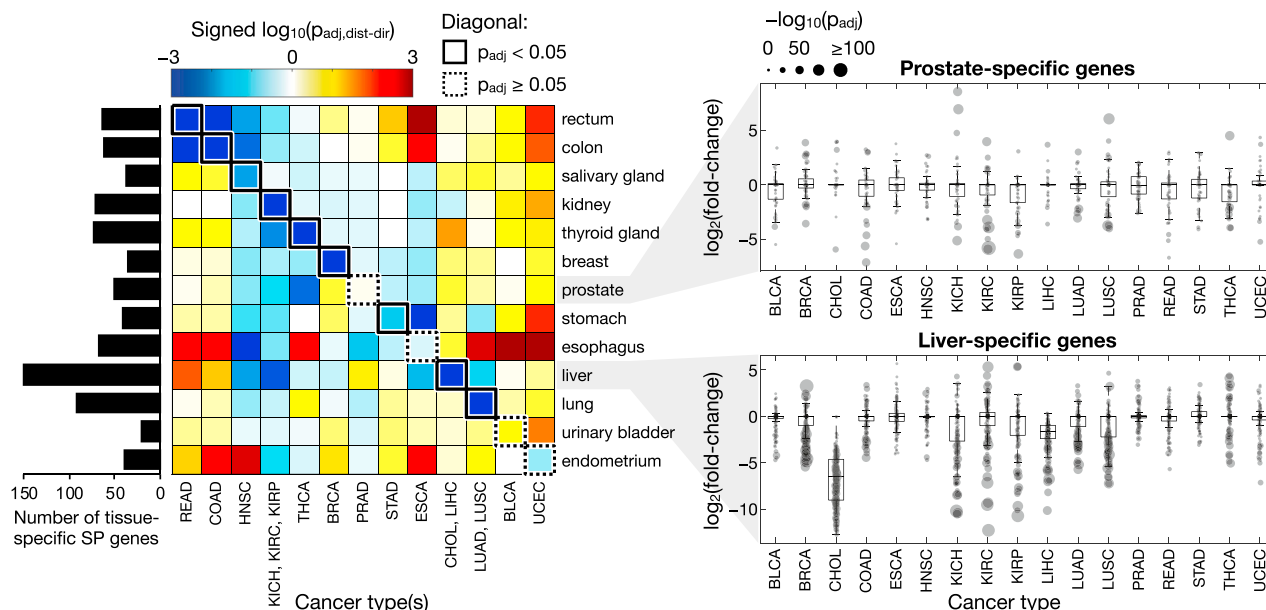 Signed log10(padj,dist-dir)
−3
0
3
Diagonal:
padj < 0.05
padj ≥ 0.05
rectum
colon
salivary gland
kidney
thyroid gland
breast
prostate
stomach
esophagus
liver
lung
urinary bladder
endometrium
150
100
50
0
Number of tissue-
specific SP genes
READ
COAD
HNSC
KICH, KIRC, KIRP
THCA
BRCA
PRAD
STAD
ESCA
CHOL, LIHC
LUAD, LUSC
BLCA
UCEC
Cancer type(s)
−log10(padj)
0 50 ≥100
Prostate-specific genes
log2(fold-change)
5
0
−5
BLCA
BRCA
CHOL
COAD
ESCA
HNSC
KICH
KIRC
KIRP
LIHC
LUAD
LUSC
PRAD
READ
STAD
THCA
UCEC
Liver-specific genes
log2(fold-change)
5
0
−5
−10
BLCA
BRCA
CHOL
COAD
ESCA
HNSC
KICH
KIRC
KIRP
LIHC
LUAD
LUSC
PRAD
READ
STAD
THCA
UCEC
Cancer type